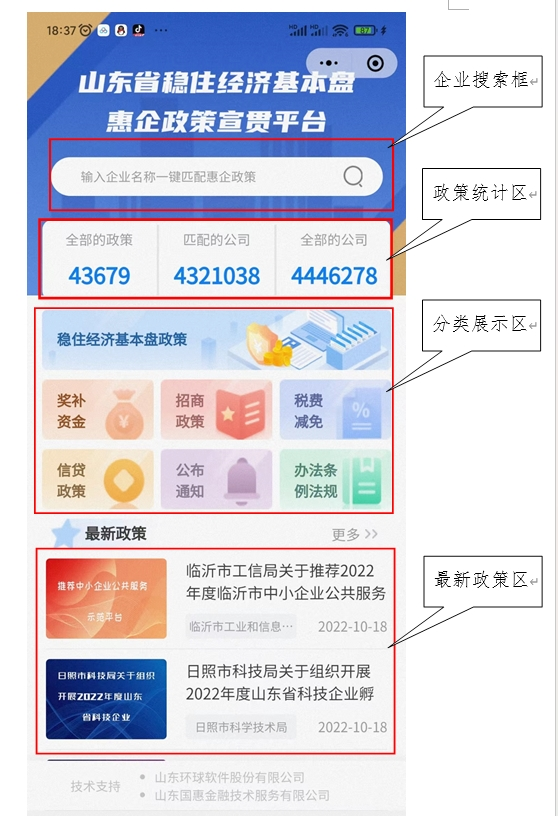 18:37
87
山东省稳住经济基本盘
惠企政策宣贯平台
企业搜索框
输入企业名称一键匹配惠企政策
政策统计区
全部的政策
匹配的公司
全部的公司
43679
4321038
4446278
分类展示区
稳住经济基本盘政策
奖补
资金
招商
政策
税费
减免
信贷
政策
公布
通知
办法条
例法规
最新政策
更多 >>
最新政策区
推荐中小企业公共服务
示范平台
临沂市工信局关于推荐2022
年度临沂市中小企业公共服务
临沂市工业和信息…
2022-10-18
日照市科技局关于组织
开展2022年度山东
省科技企业
日照市科技局关于组织开展
2022年度山东省科技企业孵
日照市科学技术局
2022-10-18
技术支持
山东环球软件股份有限公司
山东国惠金融技术服务有限公司